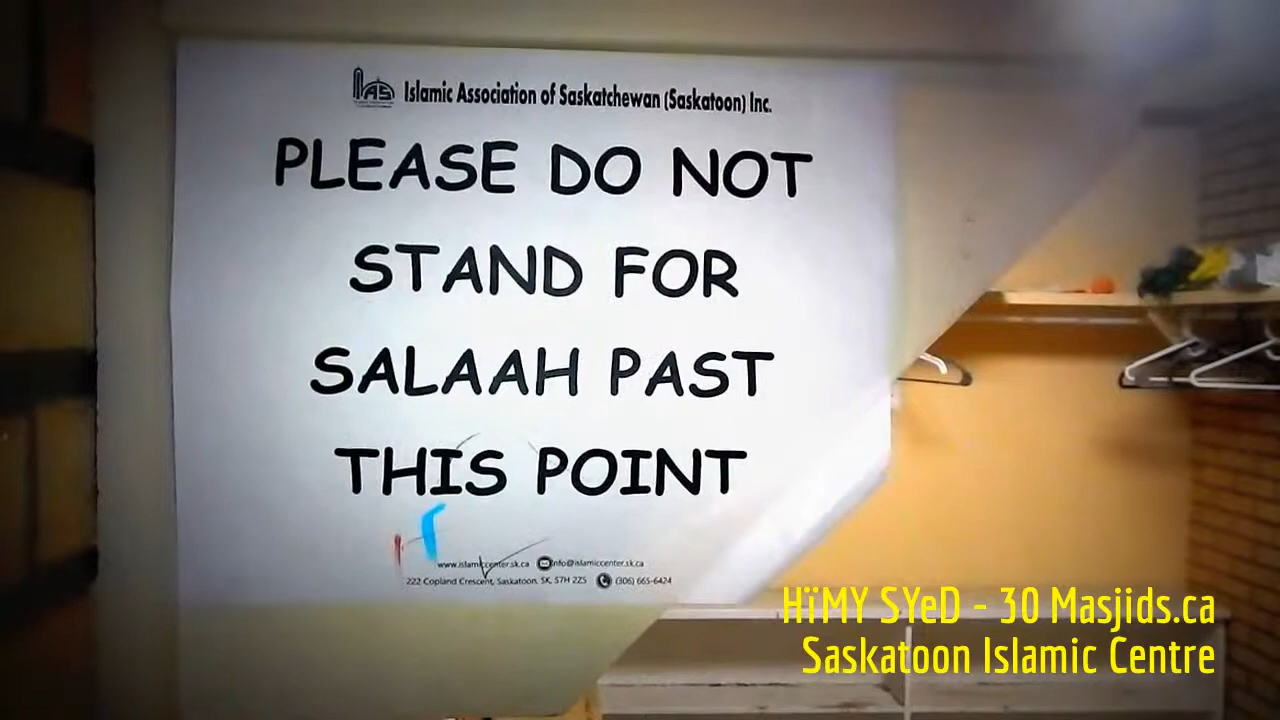 IAS Islamic Association of Saskatchewan (Saskatoon) Inc.
PLEASE DO NOT
STAND FOR
SALAAH PAST
THIS POINT
www.islamiccenter.sk.ca info@islamiccenter.sk.ca
222 Copland Crescent, Saskatoon, SK, S7H 2Z5 (306) 665-6424
HïMY SYeD - 30 Masjids.ca
Saskatoon Islamic Centre